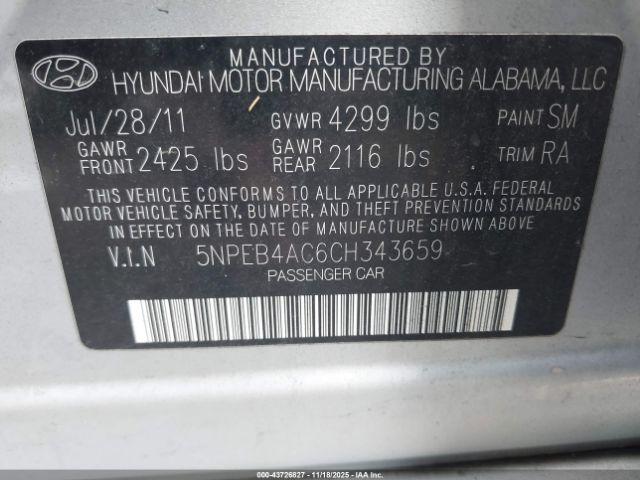 MANUFACTURED BY
HYUNDAI MOTOR MANUFACTURING ALABAMA, LLC
Jul/28/11 GVWR 4299 lbs PAINT SM
GAWR FRONT 2425 lbs GAWR REAR 2116 lbs TRIM RA
THIS VEHICLE CONFORMS TO ALL APPLICABLE U.S.A. FEDERAL
MOTOR VEHICLE SAFETY, BUMPER, AND THEFT PREVENTION STANDARDS
IN EFFECT ON THE DATE OF MANUFACTURE SHOWN ABOVE
V.I.N 5NPEB4AC6CH343659
PASSENGER CAR
000-43726827 - 11/18/2025 - COPYRIGHT IAA, LLC